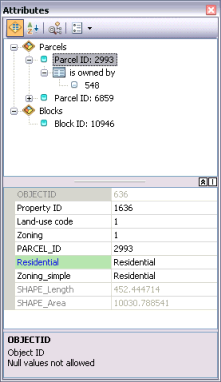 Attributes
Parcels
Parcel ID: 2993
is owned by
548
Parcel ID: 6859
Blocks
Block ID: 10946
OBJECTID 636
Property ID 1636
Land-use code 1
Zoning 1
PARCEL_ID 2993
Residential Residential
Zoning_simple Residential
SHAPE_Length 452.444714
SHAPE_Area 10030.788541
OBJECTID
Object ID
Null values not allowed